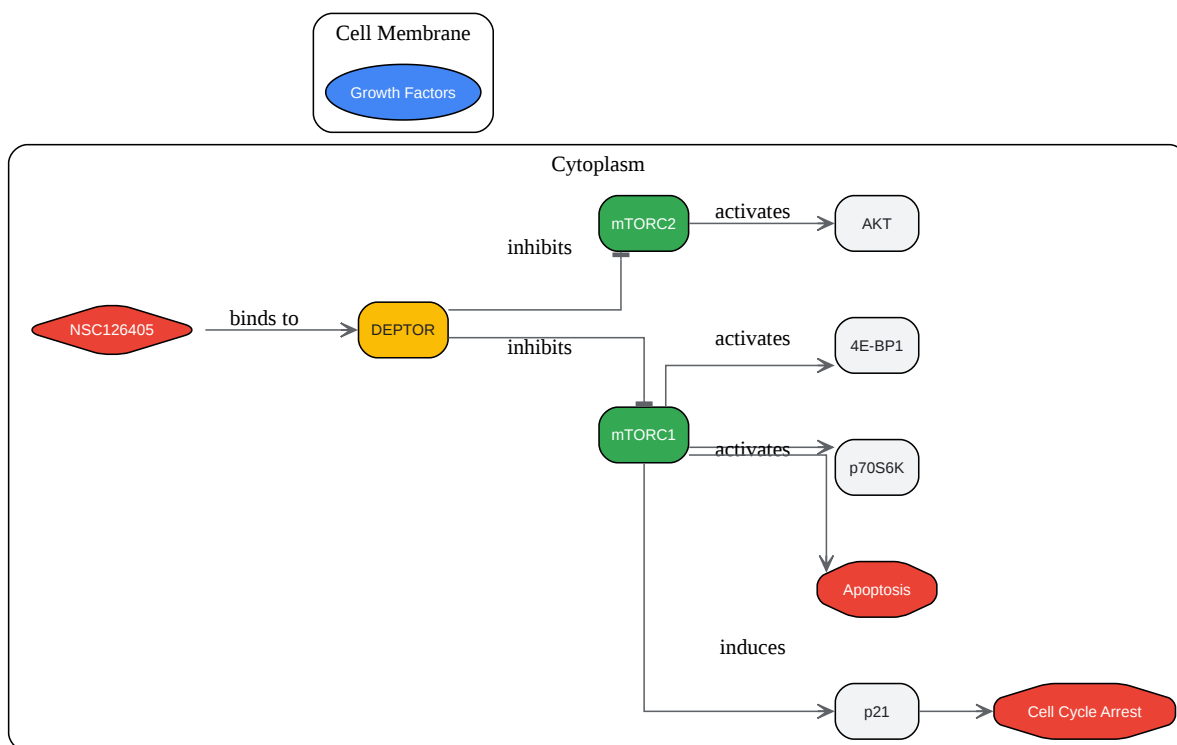 Cell Membrane
Growth Factors
Cytoplasm
mTORC2
activates
AKT
inhibits
NSC126405
binds to
DEPTOR
inhibits
activates
4E-BP1
mTORC1
activates
p70S6K
Apoptosis
induces
p21
Cell Cycle Arrest